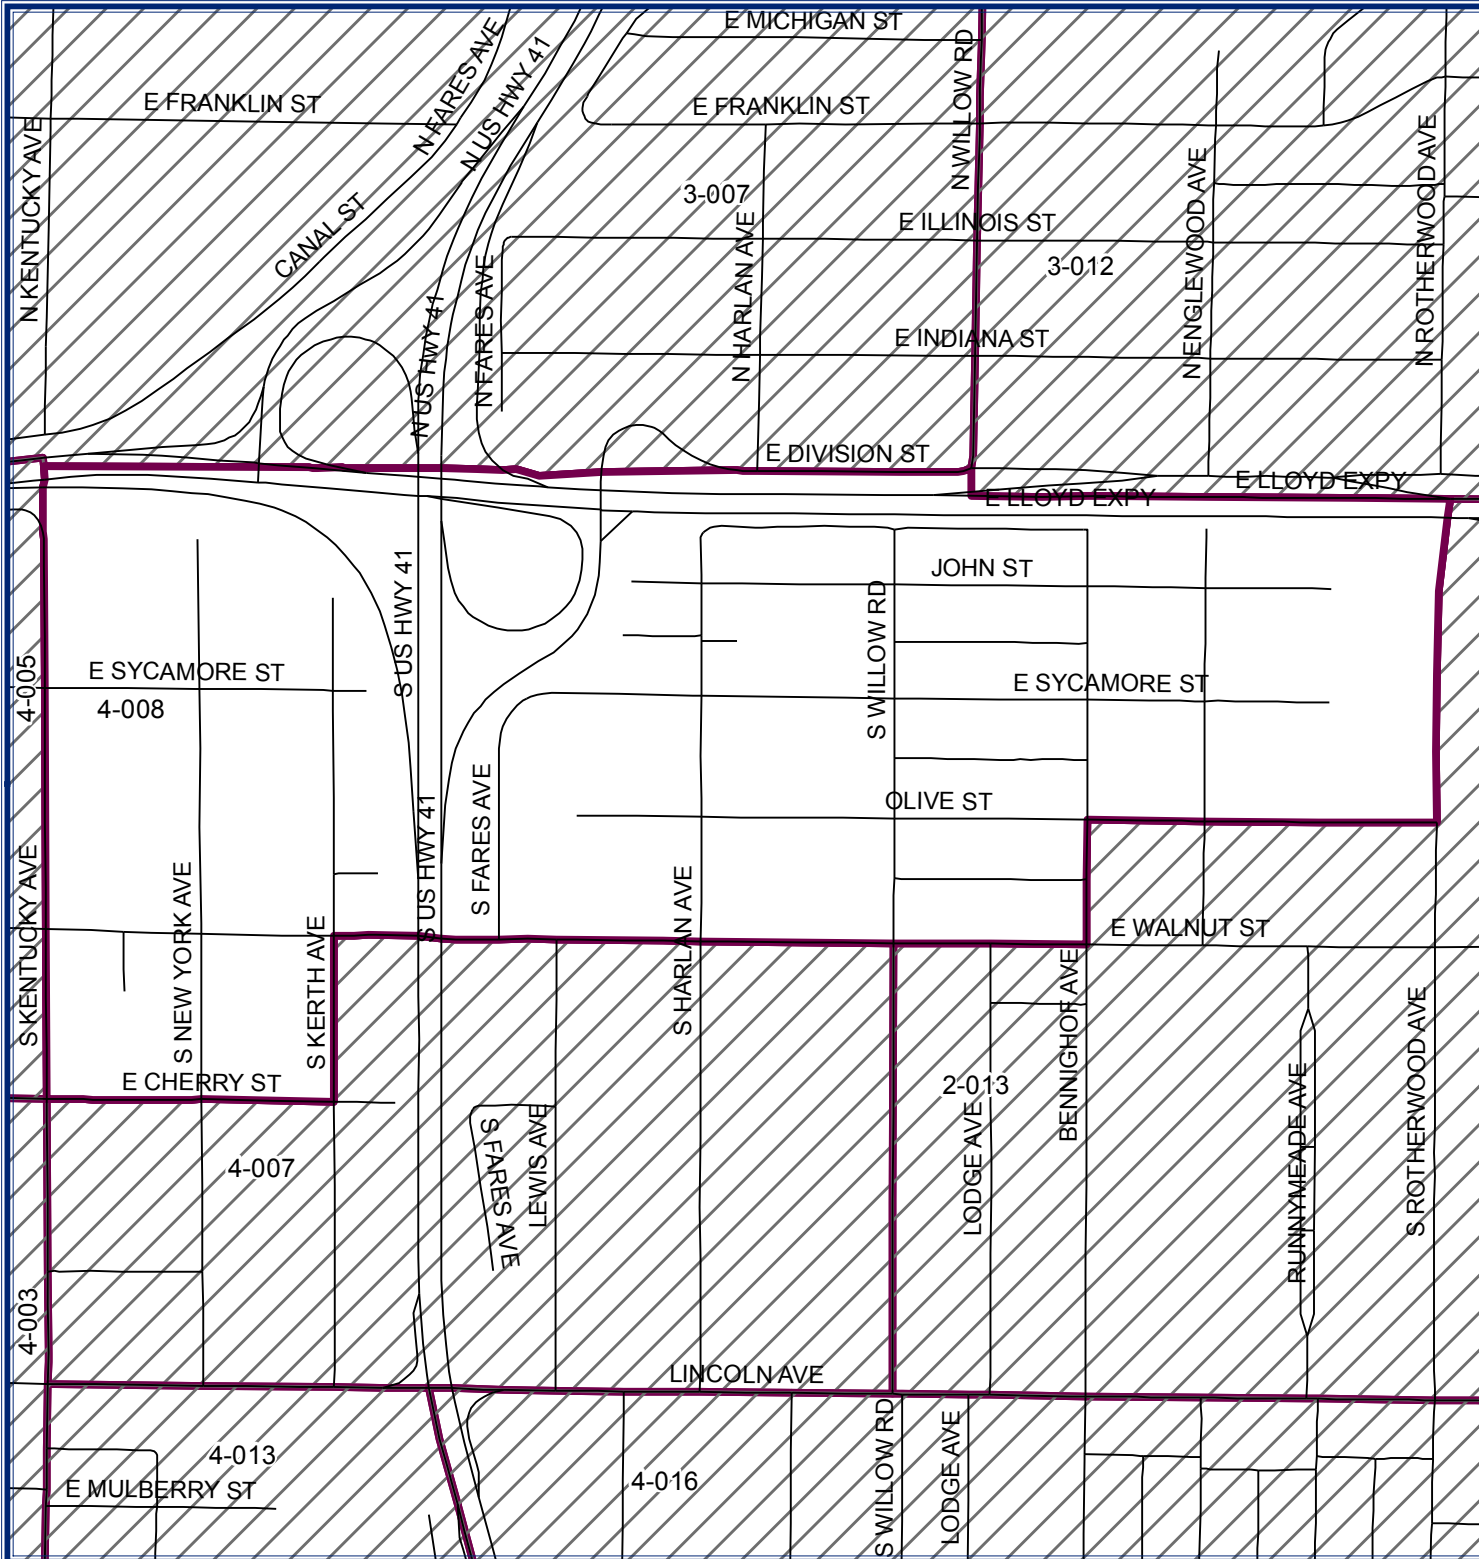 E MICHIGAN ST
N FARES AVE
N US HWY 41
N WILLOW RD
E FRANKLIN ST
E FRANKLIN ST
N KENTUCKY AVE
N ROTHERWOOD AVE
N ENGLEWOOD AVE
3-007
CANAL ST
N HARLAN AVE
E ILLINOIS ST
3-012
N US HWY 41
N FARES AVE
E INDIANA ST
E DIVISION ST
E LLOYD EXPY
E LLOYD EXPY
S US HWY 41
JOHN ST
S WILLOW RD
4-005
E SYCAMORE ST
E SYCAMORE ST
4-008
S FARES AVE
S US HWY 41
OLIVE ST
S KENTUCKY AVE
S NEW YORK AVE
S HARLAN AVE
S KERTH AVE
E WALNUT ST
BENNIGHOF AVE
S ROTHERWOOD AVE
E CHERRY ST
2-013
RUNNYMEADE AVE
S FARES AVE
LEWIS AVE
LODGE AVE
4-007
4-003
LINCOLN AVE
S WILLOW RD
LODGE AVE
4-013
4-016
E MULBERRY ST